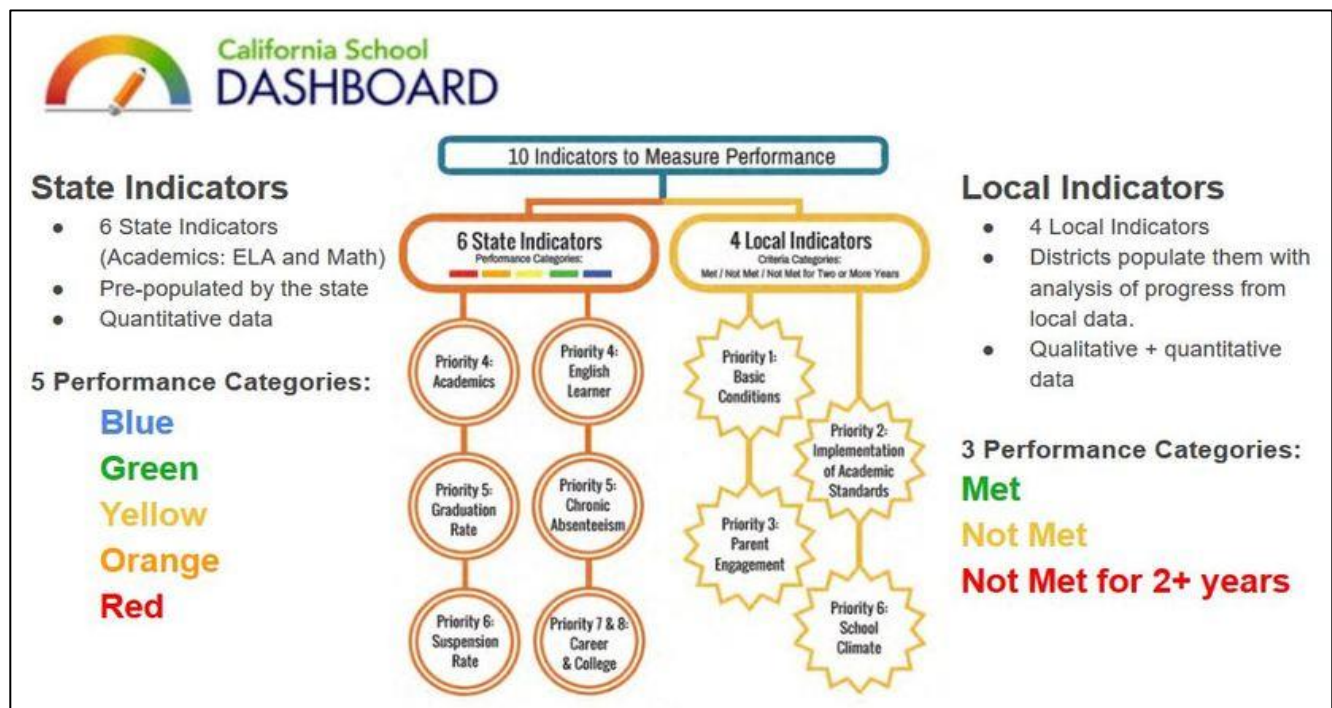 California School
DASHBOARD
10 Indicators to Measure Performance
State Indicators
● 6 State Indicators
(Academics: ELA and Math)
● Pre-populated by the state
● Quantitative data
5 Performance Categories:
Blue
Green
Yellow
Orange
Red
6 State Indicators
Performance Categories:
Priority 4:
Academics
Priority 4:
English
Learner
Priority 5:
Graduation
Rate
Priority 5:
Chronic
Absenteeism
Priority 6:
Suspension
Rate
Priority 7 & 8:
Career
& College
4 Local Indicators
Criteria Categories:
Met / Not Met / Not Met for Two or More Years
Priority 1:
Basic
Conditions
Priority 2:
Implementation
of Academic
Standards
Priority 3:
Parent
Engagement
Priority 6:
School
Climate
Local Indicators
● 4 Local Indicators
● Districts populate them with
analysis of progress from
local data.
● Qualitative + quantitative
data
3 Performance Categories:
Met
Not Met
Not Met for 2+ years